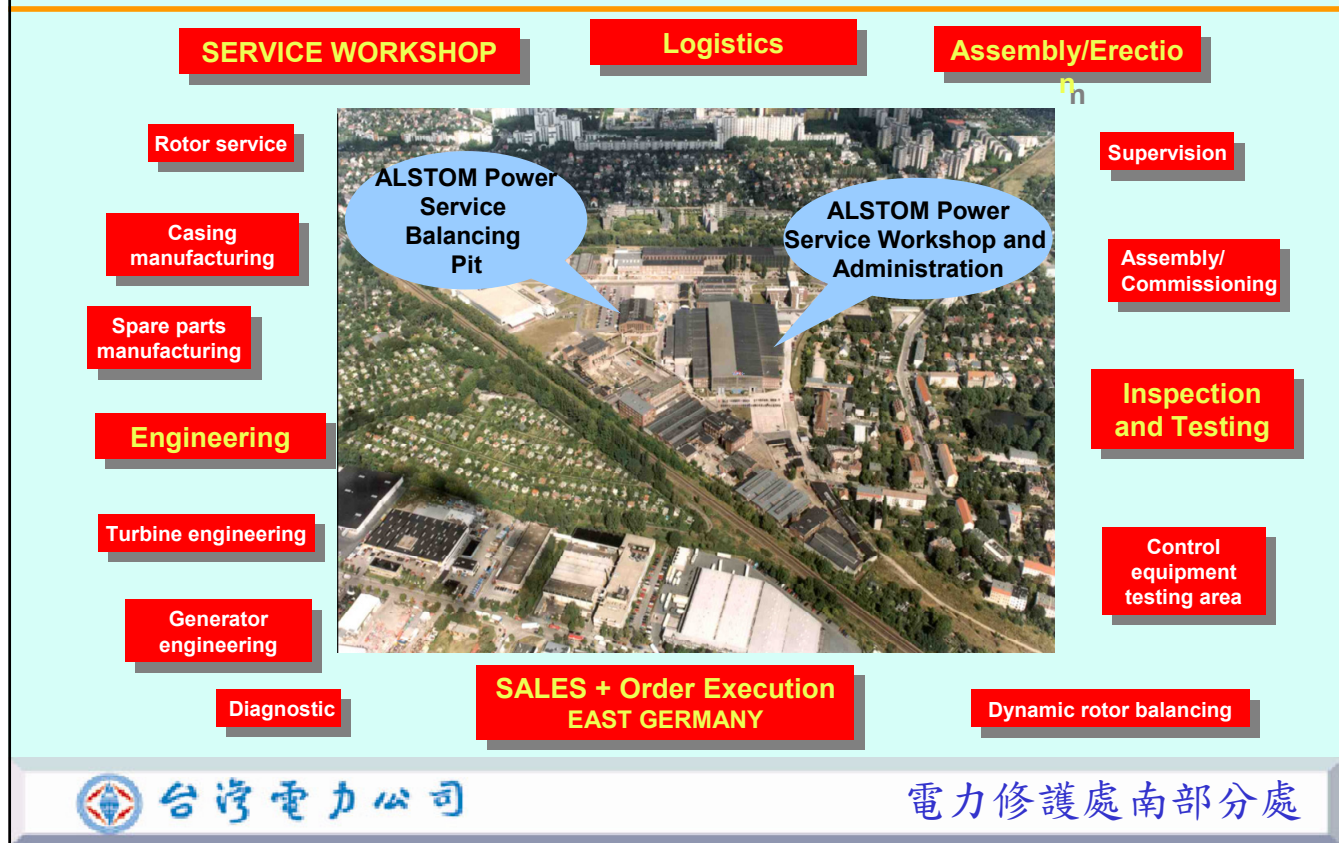 SERVICE WORKSHOP
Logistics
Assembly/Erectio
n
Rotor service
Casing
manufacturing
Spare parts
manufacturing
Engineering
Turbine engineering
Generator
engineering
Diagnostic
ALSTOM Power
Service
Balancing
Pit
ALSTOM Power
Service Workshop and
Administration
Supervision
Assembly/
Commissioning
Inspection
and Testing
Control
equipment
testing area
Dynamic rotor balancing
SALES + Order Execution
EAST GERMANY
台灣電力公司
電力修護處南部分處